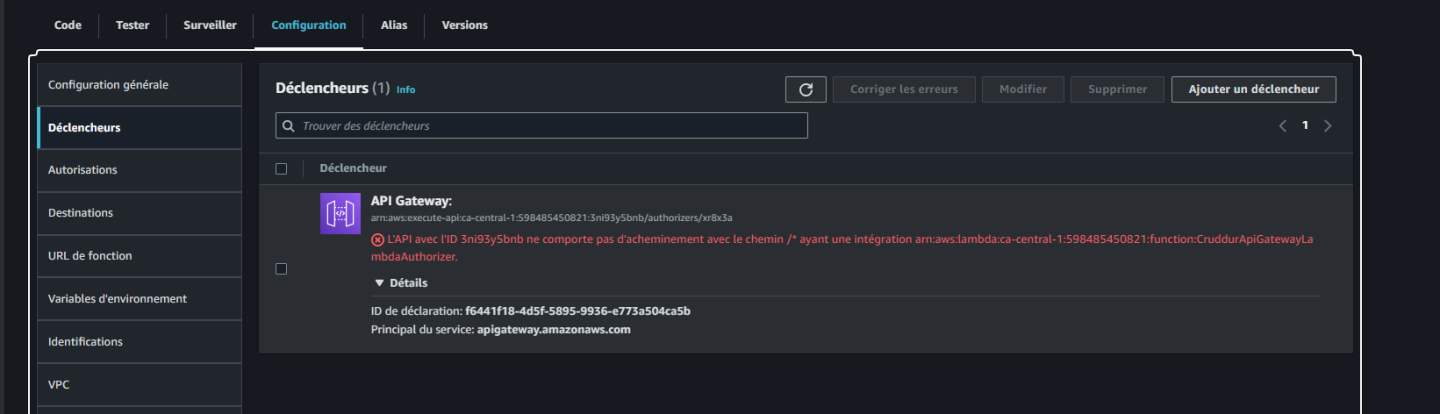 Code Tester Surveiller Configuration Alias Versions
Configuration générale
Déclencheurs
Autorisations
Destinations
URL de fonction
Variables d'environnement
Identifications
VPC
Déclencheurs (1) Info
Corriger les erreurs Modifier Supprimer Ajouter un déclencheur
Trouver des déclencheurs
1
Déclencheur
API Gateway:
arn:aws:execute-api:ca-central-1:598485450821:3ni93y5bnb/authorizers/xr8x3a
L'API avec l'ID 3ni93y5bnb ne comporte pas d'acheminement avec le chemin /* ayant une intégration arn:aws:lambda:ca-central-1:598485450821:function:CruddurApiGatewayLa
mbdaAuthorizer.
Détails
ID de déclaration: f6441f18-4d5f-5895-9936-e773a504ca5b
Principal du service: apigateway.amazonaws.com